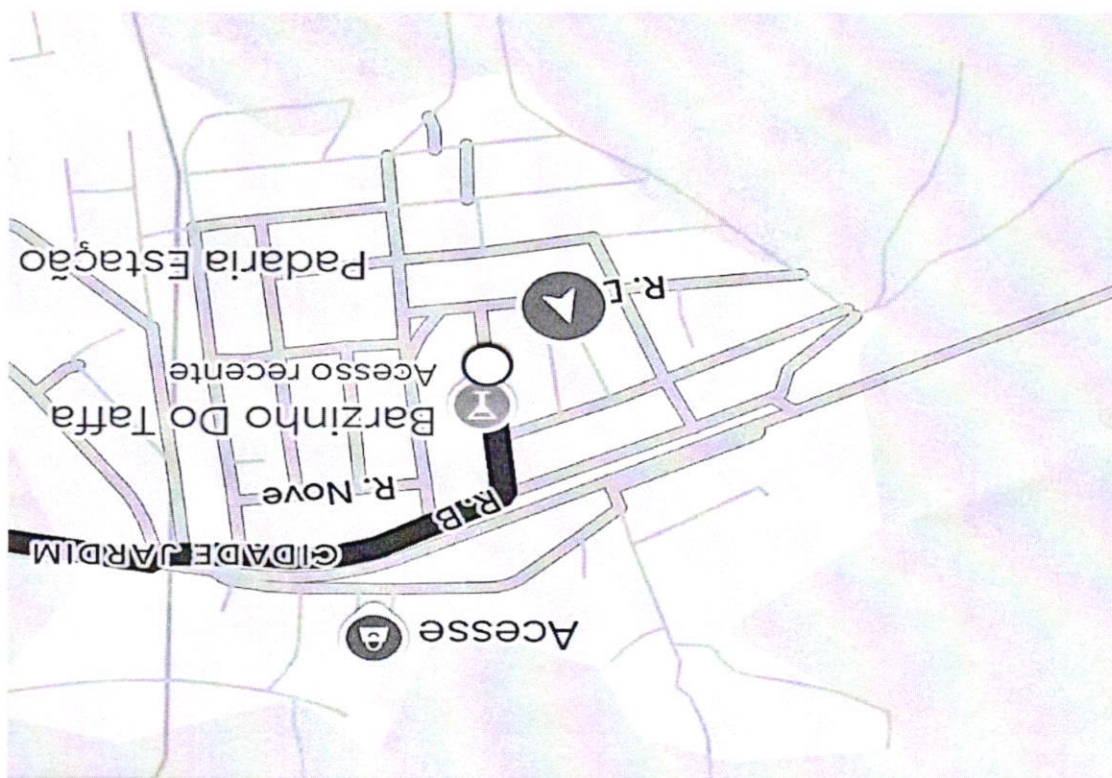 Acesse
CIDADE JARDIM
R. B
R. Nove
Barzinho Do Taffa
Acesso recente
R. L
Padaria Estação